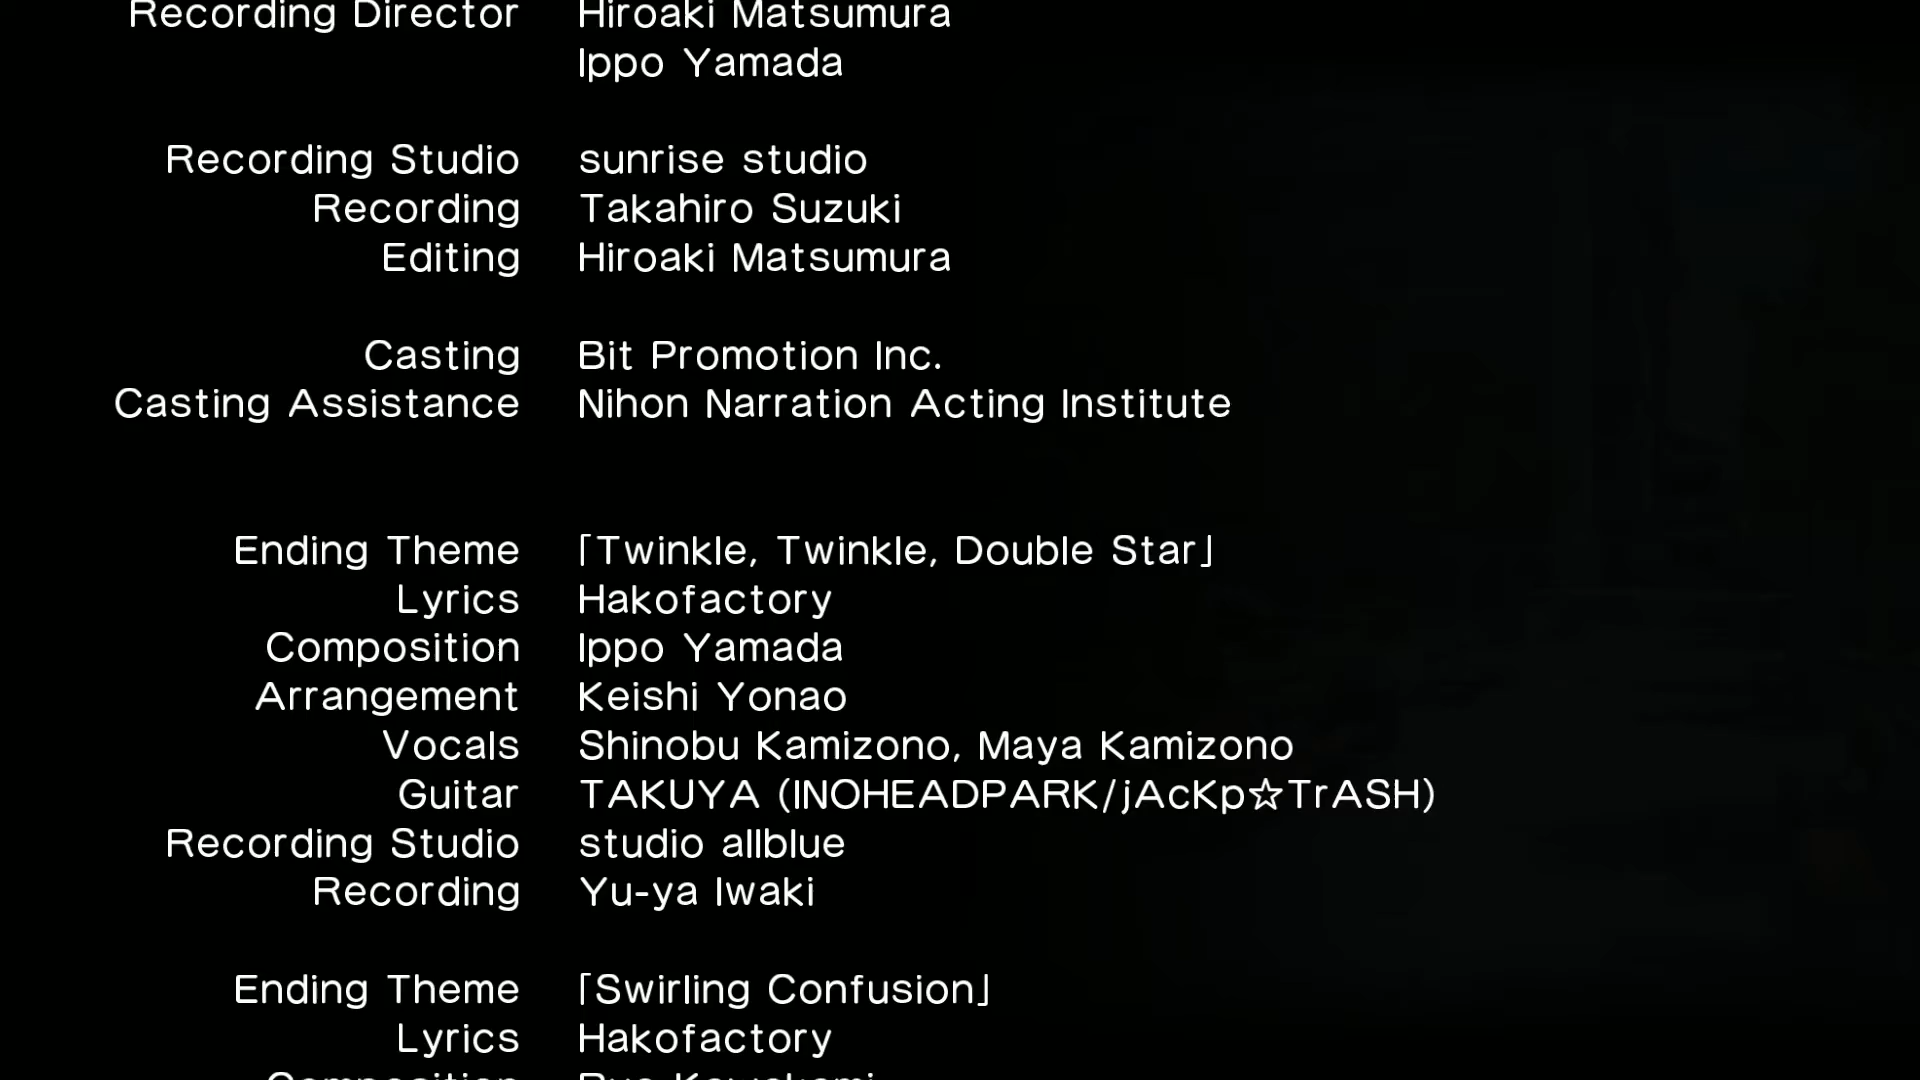 Recording Director Hiroaki Matsumura
Ippo Yamada
Recording Studio sunrise studio
Recording Takahiro Suzuki
Editing Hiroaki Matsumura
Casting Bit Promotion Inc.
Casting Assistance Nihon Narration Acting Institute
Ending Theme 「Twinkle, Twinkle, Double Star」
Lyrics Hakofactory
Composition Ippo Yamada
Arrangement Keishi Yonao
Vocals Shinobu Kamizono, Maya Kamizono
Guitar TAKUYA (INOHEADPARK/jAcKp☆TrASH)
Recording Studio studio allblue
Recording Yu-ya Iwaki
Ending Theme 「Swirling Confusion」
Lyrics Hakofactory
Composition